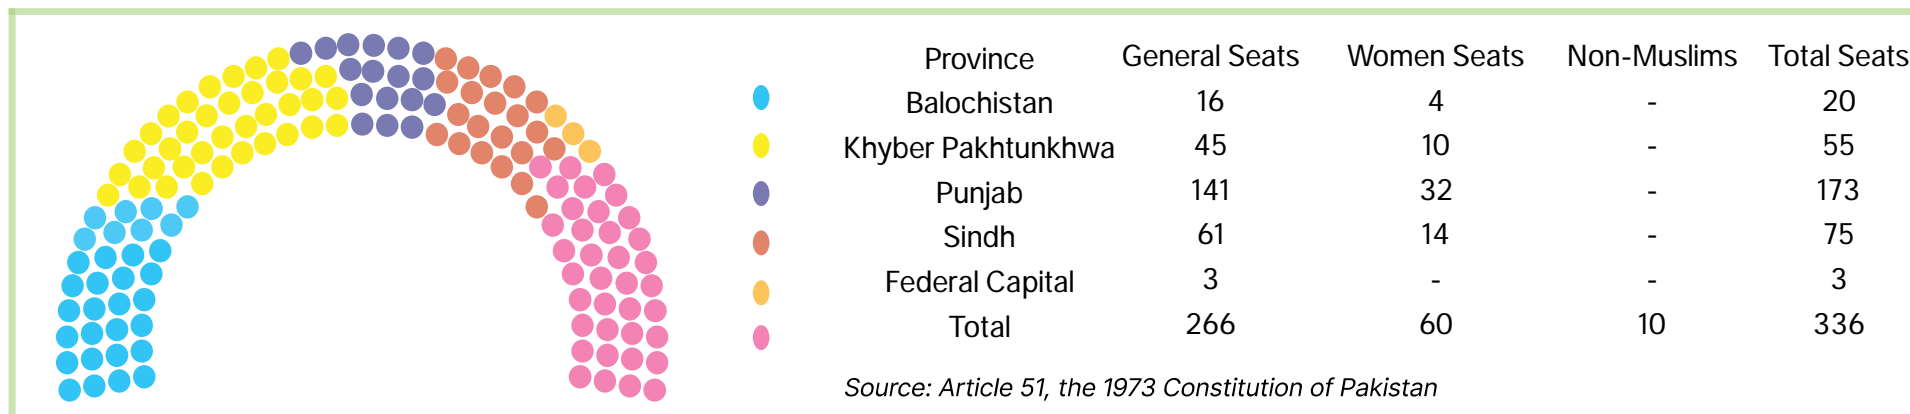 Province General Seats Women Seats Non-Muslims Total Seats
Balochistan 16 4 - 20
Khyber Pakhtunkhwa 45 10 - 55
Punjab 141 32 - 173
Sindh 61 14 - 75
Federal Capital 3 - - 3
Total 266 60 10 336
Source: Article 51, the 1973 Constitution of Pakistan